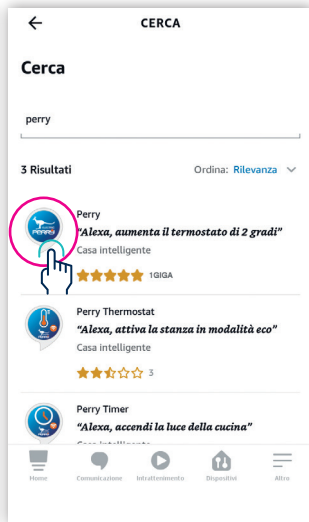 CERCA
Cerca
perry
3 Risultati Ordina: Rilevanza
Perry
"Alexa, aumenta il termostato di 2 gradi"
Casa intelligente
1GIGA
Perry Thermostat
"Alexa, attiva la stanza in modalità eco"
Casa intelligente
3
Perry Timer
"Alexa, accendi la luce della cucina"
Casa intelligente
Home Comunicazione Intrattenimento Dispositivi Altro